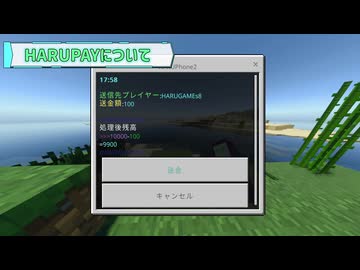 HARUPAYについて
Phone2
17:58
送信先プレイヤー:HARUGAMEs8
送金額:100
処理後残高
10000-100
=9900
送金
キャンセル